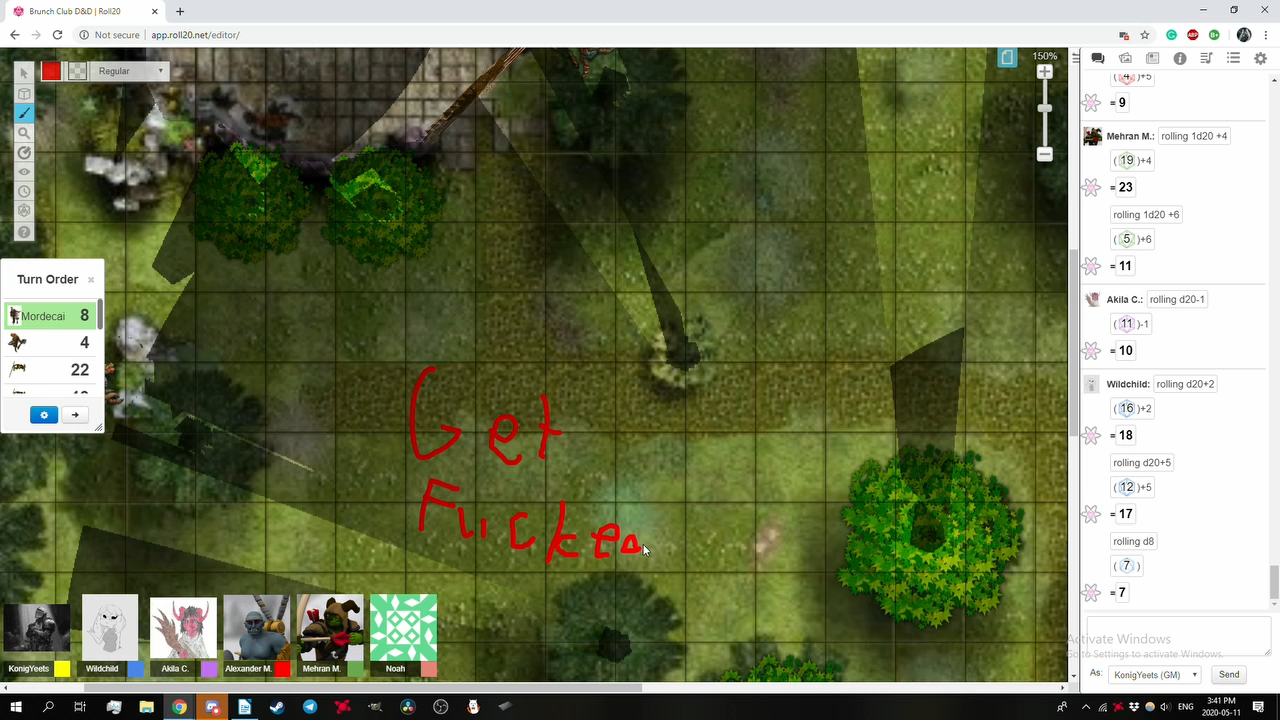 Brunch Club D&D | Roll20
Not secure
app.roll20.net/editor/
Regular
150%
Turn Order
Mordecai 8
4
22
Get
KonigYeets
Wildchild
Akila C.
Alexander M.
Mehran M.
Noah
)+5
= 9
Mehran M.: rolling 1d20 +4
(19)+4
= 23
rolling 1d20 +6
(5)+6
= 11
Akila C.: rolling d20-1
(11)-1
= 10
Wildchild: rolling d20+2
(16)+2
= 18
rolling d20+5
(12)+5
= 17
rolling d8
(7)
= 7
Activate Windows
Go to Settings to activate Windows.
As: KonigYeets (GM)
Send
3:41 PM
2020-05-11